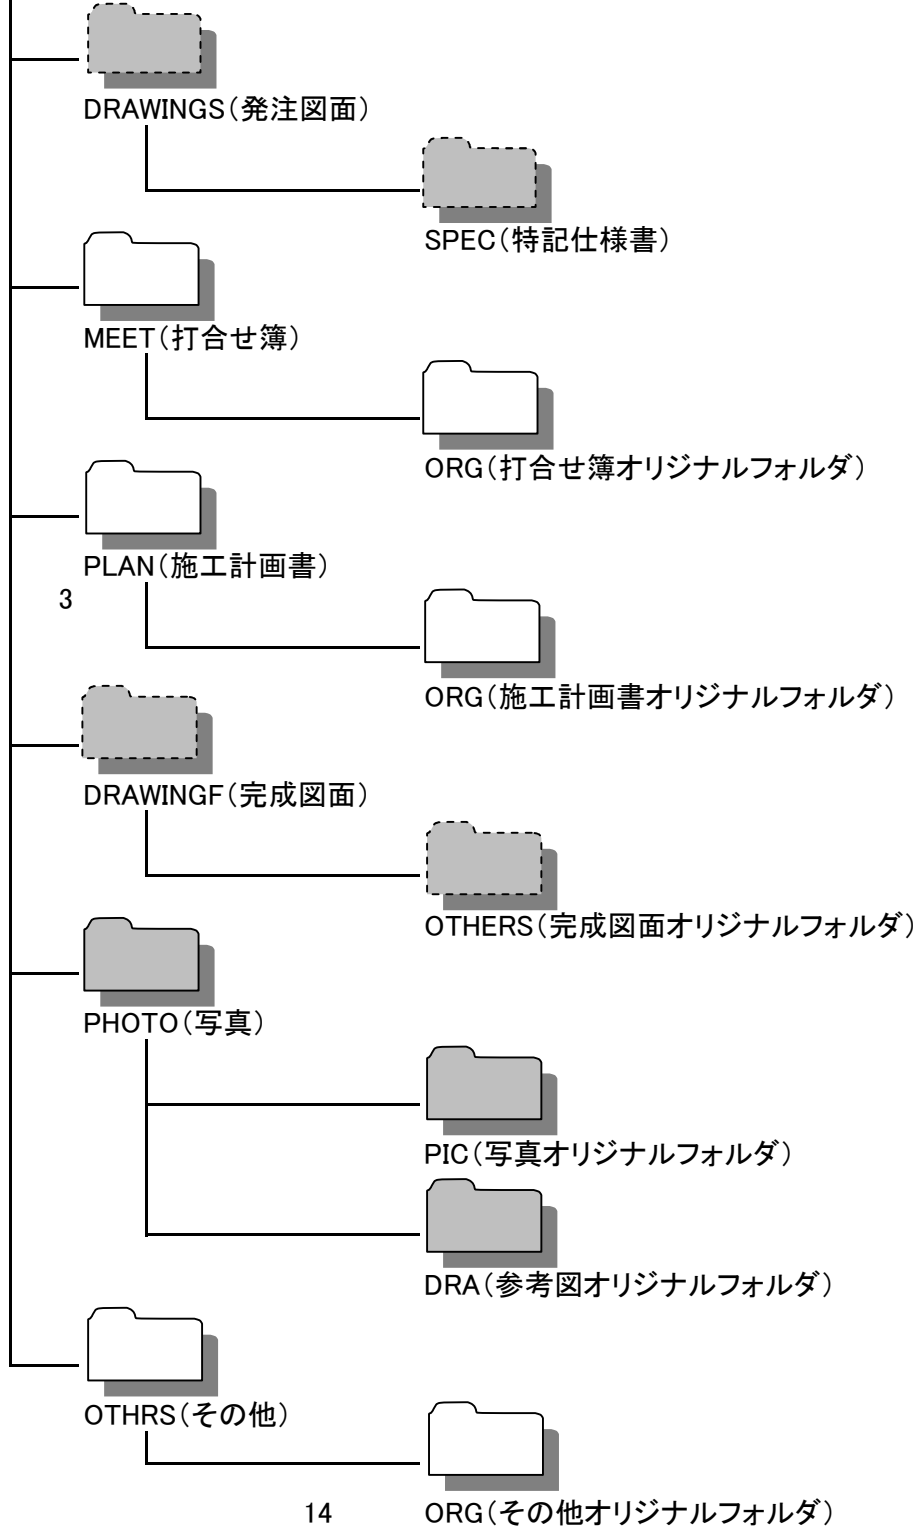 DRAWINGS(発注図面)
SPEC(特記仕様書)
MEET(打合せ簿)
ORG(打合せ簿オリジナルフォルダ)
PLAN(施工計画書)
3
ORG(施工計画書オリジナルフォルダ)
DRAWINGF(完成図面)
OTHERS(完成図面オリジナルフォルダ)
PHOTO(写真)
PIC(写真オリジナルフォルダ)
DRA(参考図オリジナルフォルダ)
OTHRS(その他)
14
ORG(その他オリジナルフォルダ)